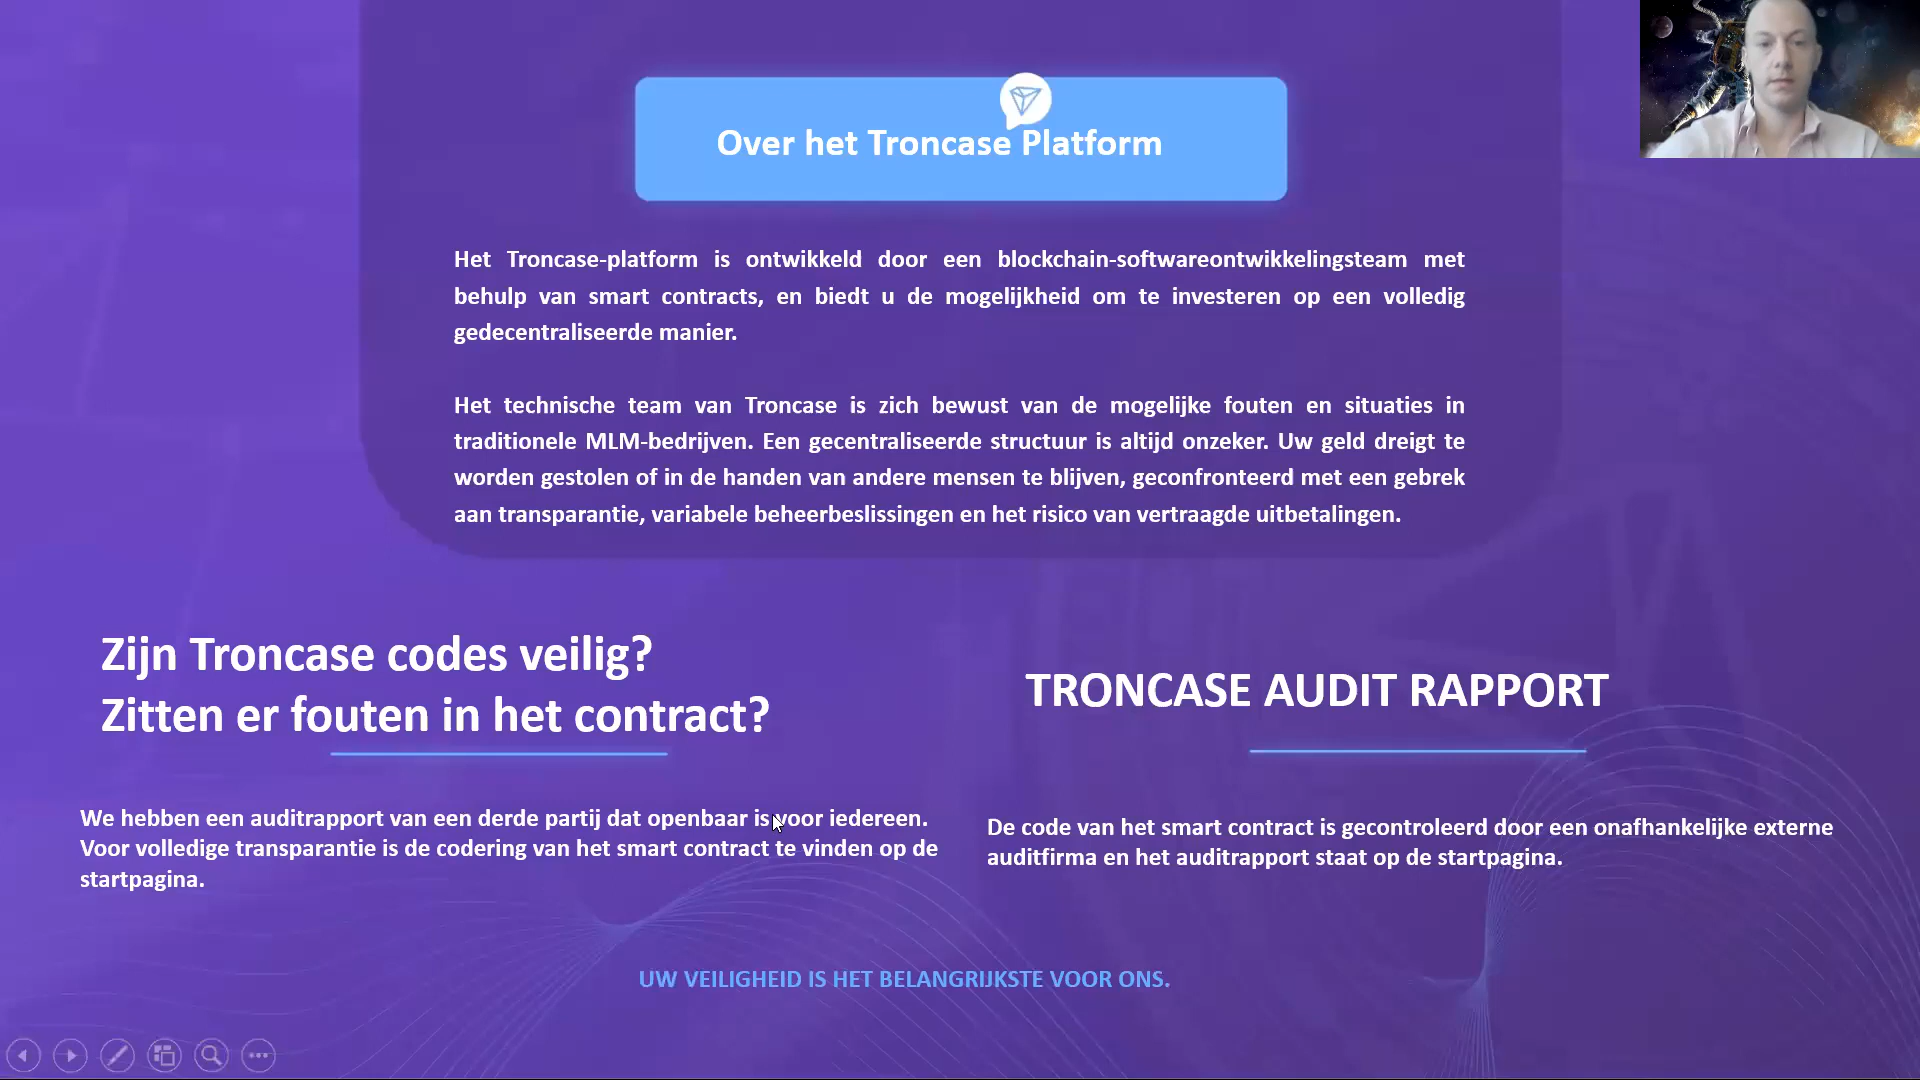 Over het Troncase Platform
Het Troncase-platform is ontwikkeld door een blockchain-softwareontwikkelingsteam met
behulp van smart contracts, en biedt u de mogelijkheid om te investeren op een volledig
gedecentraliseerde manier.
Het technische team van Troncase is zich bewust van de mogelijke fouten en situaties in
traditionele MLM-bedrijven. Een gecentraliseerde structuur is altijd onzeker. Uw geld dreigt te
worden gestolen of in de handen van andere mensen te blijven, geconfronteerd met een gebrek
aan transparantie, variabele beheerbeslissingen en het risico van vertraagde uitbetalingen.
Zijn Troncase codes veilig?
Zitten er fouten in het contract?
We hebben een auditrapport van een derde partij dat openbaar is voor iedereen.
Voor volledige transparantie is de codering van het smart contract te vinden op de
startpagina.
TRONCASE AUDIT RAPPORT
De code van het smart contract is gecontroleerd door een onafhankelijke externe
auditfirma en het auditrapport staat op de startpagina.
UW VEILIGHEID IS HET BELANGRIJKSTE VOOR ONS.